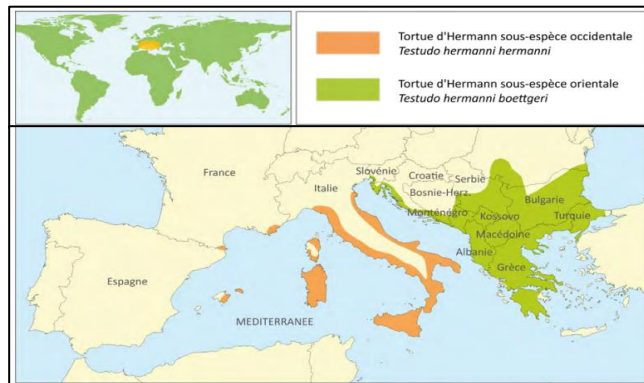 Tortue d'Hermann sous-espèce occidentale
Testudo hermanni hermanni
Tortue d'Hermann sous-espèce orientale
Testudo hermanni boettgeri
France
Slovénie
Croatie
Serbie
Italie
Bosnie-Herz.
Bulgarie
Monténégro
Kossovo
Turquie
Macédoine
Albanie
Espagne
Grèce
MEDITERRANEE